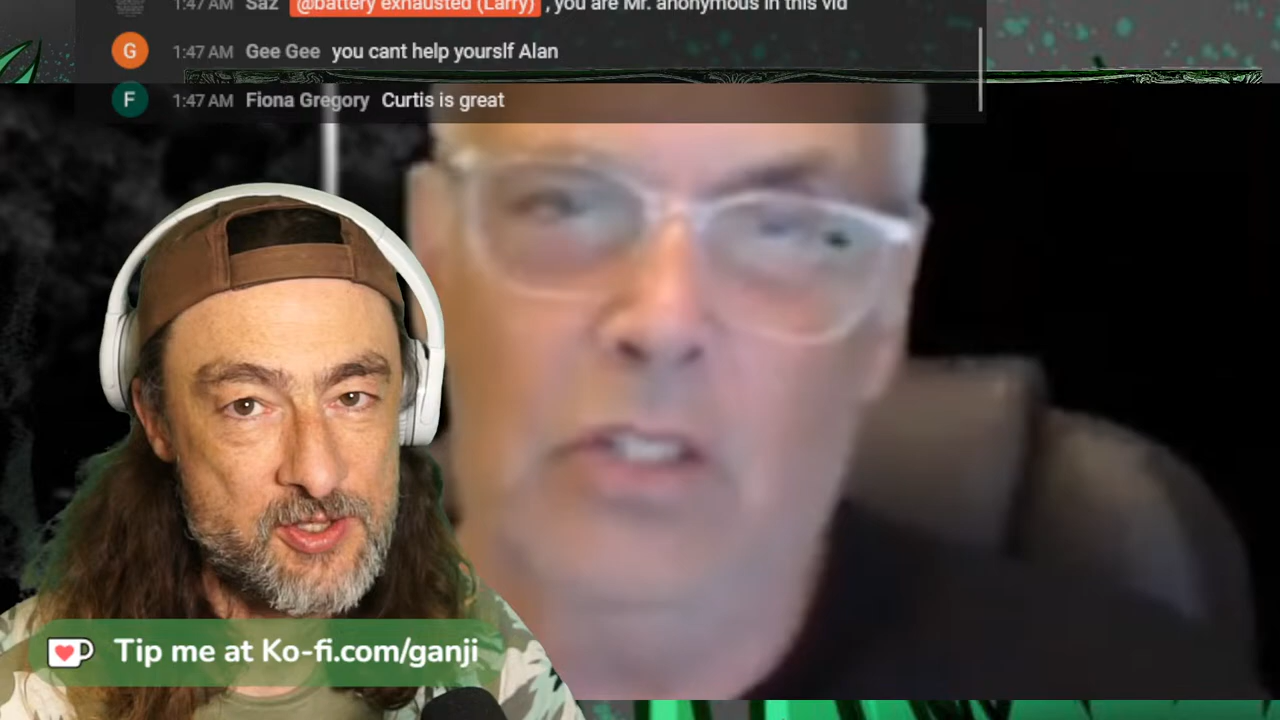 1:47 AM Saz @battery exhausted (Larry) , you are Mr. anonymous in this vid
G 1:47 AM Gee Gee you cant help yourslf Alan
F 1:47 AM Fiona Gregory Curtis is great
Tip me at Ko-fi.com/ganji